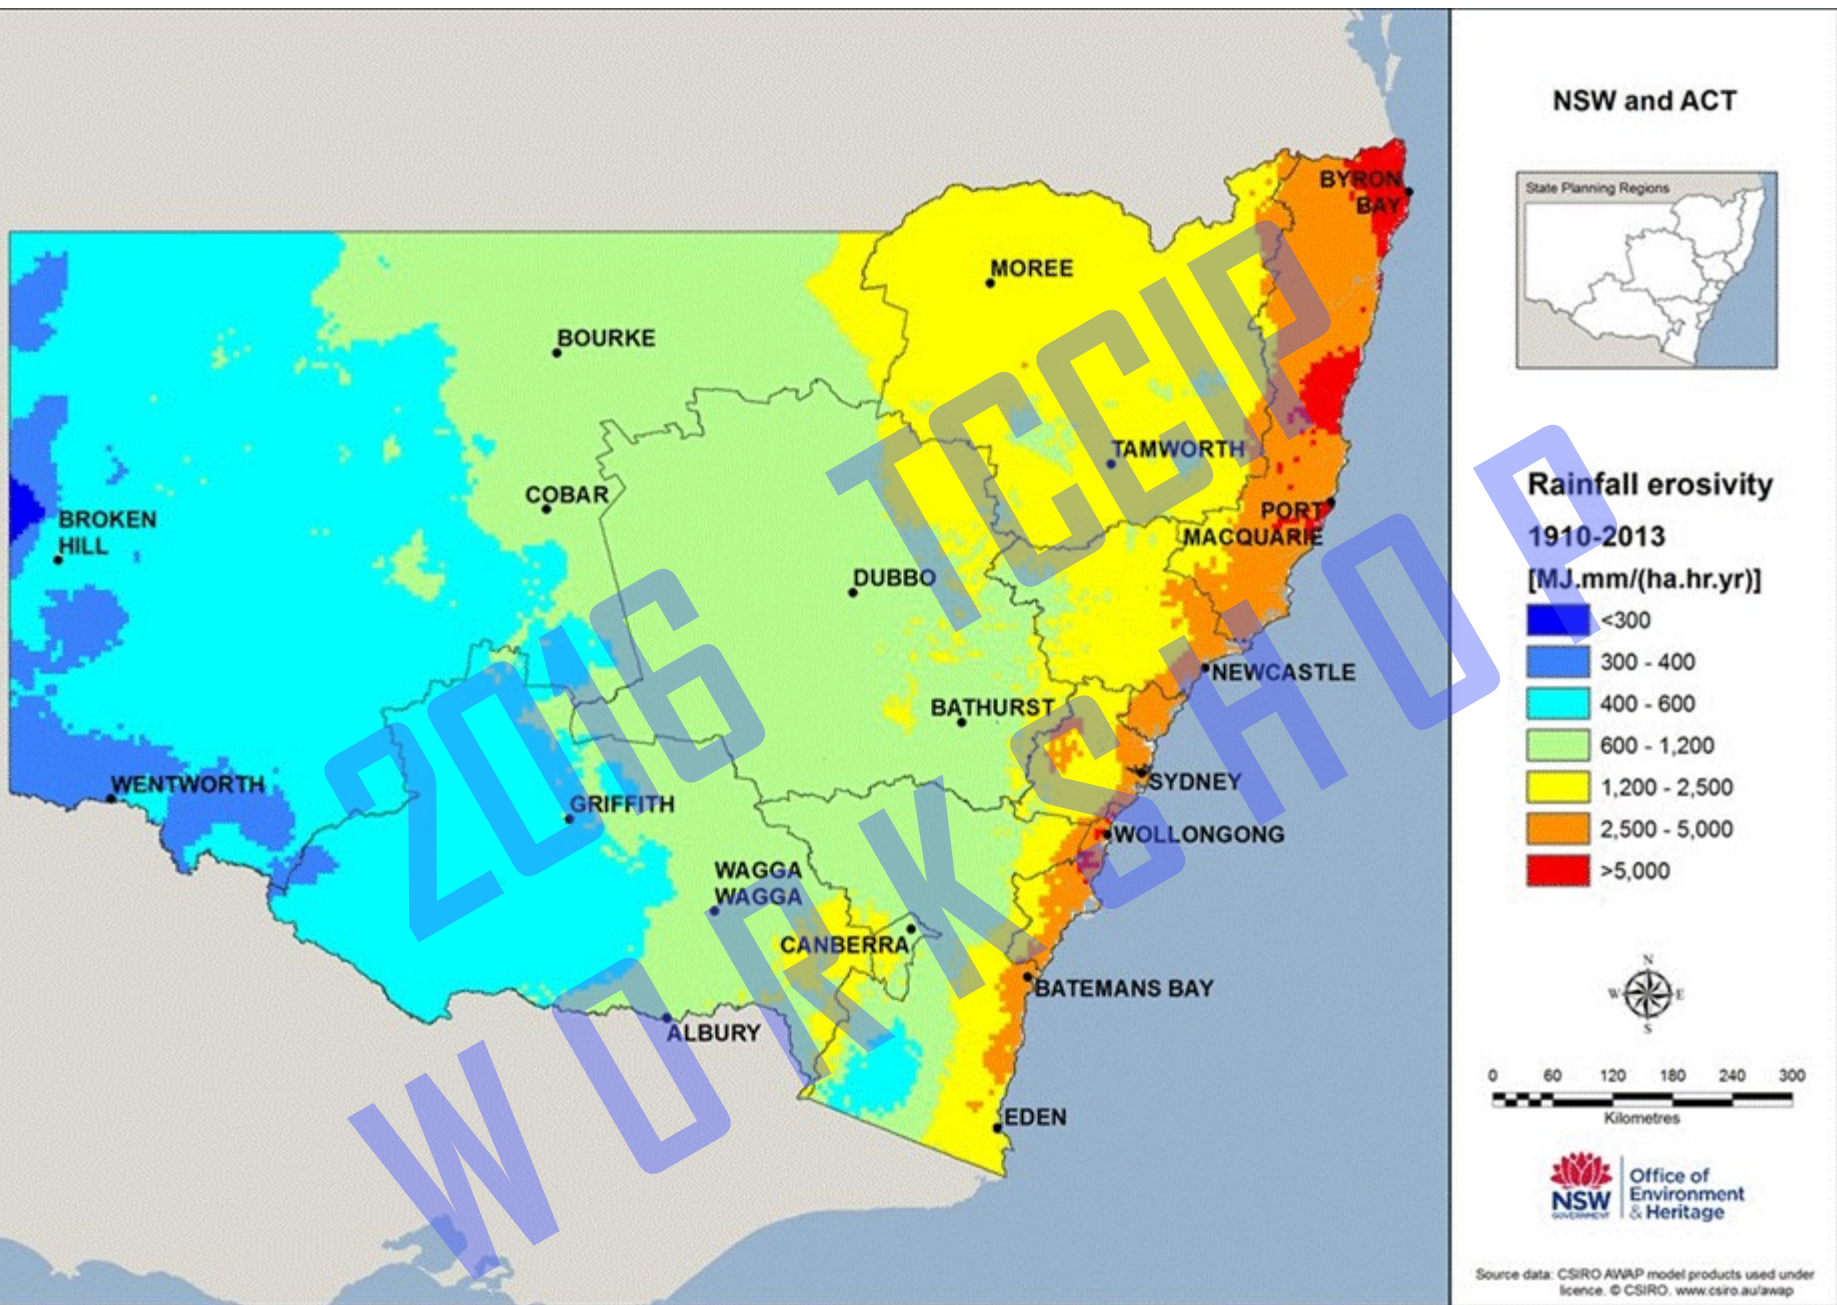 NSW and ACT
State Planning Regions
BYRON
BAY
MOREE
BOURKE
TAMWORTH
COBAR
PORT
MACQUARIE
BROKEN
HILL
DUBBO
NEWCASTLE
BATHURST
SYDNEY
WENTWORTH
GRIFFITH
WOLLONGONG
WAGGA
WAGGA
CANBERRA
BATEMANS BAY
ALBURY
EDEN
2016 TCCIP
WORKSHOP
Rainfall erosivity
1910-2013
[MJ.mm/(ha.hr.yr)]
<300
300 - 400
400 - 600
600 - 1,200
1,200 - 2,500
2,500 - 5,000
>5,000
N
W E
S
0 60 120 180 240 300
Kilometres
NSW
GOVERNMENT
Office of
Environment
& Heritage
Source data: CSIRO AWAP model products used under
licence. © CSIRO. www.csiro.au/awap